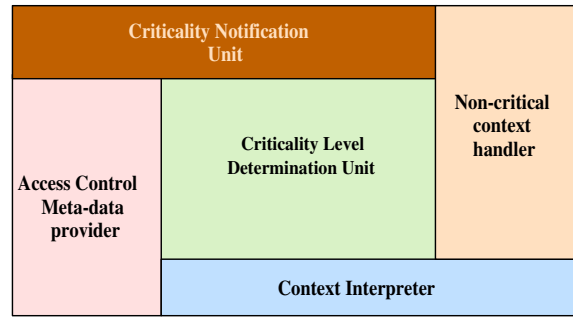 Criticality Notification
Unit
Non-critical
context
handler
Criticality Level
Determination Unit
Access Control
Meta-data
provider
Context Interpreter